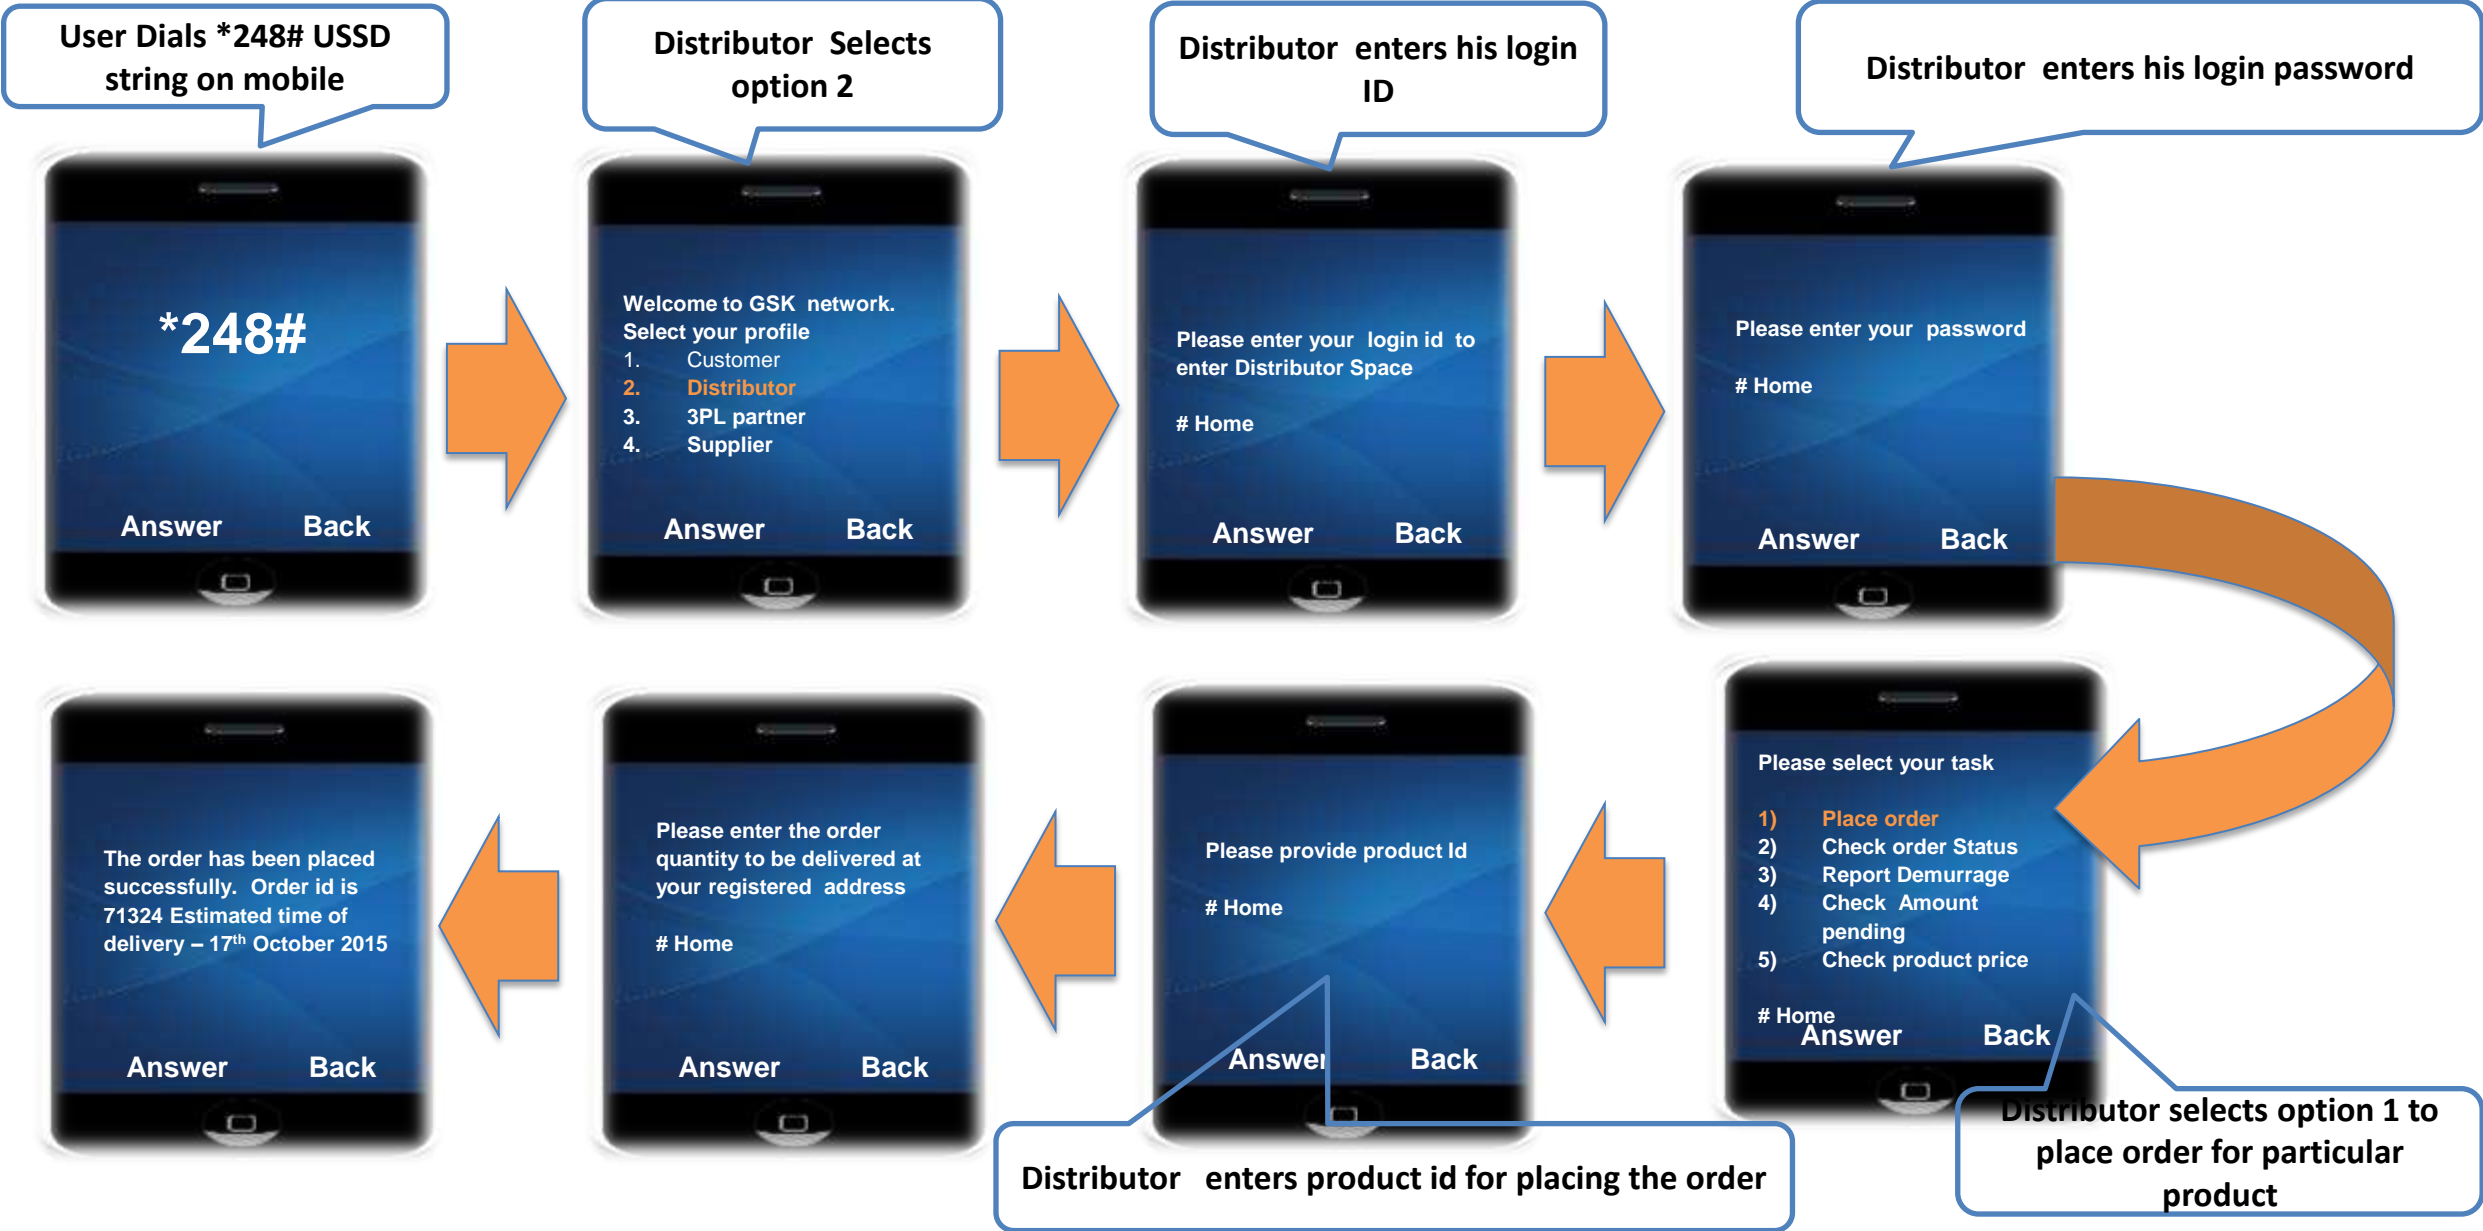 User Dials *248# USSD
string on mobile
Distributor Selects
option 2
Distributor enters his login
ID
Distributor enters his login password
*248#
Answer Back
Welcome to GSK network.
Select your profile
1. Customer
2. Distributor
3. 3PL partner
4. Supplier
Answer Back
Please enter your login id to
enter Distributor Space
# Home
Answer Back
Please enter your password
# Home
Answer Back
Please select your task
1) Place order
2) Check order Status
3) Report Demurrage
4) Check Amount
pending
5) Check product price
# Home
Answer Back
Distributor selects option 1 to
place order for particular
product
Please provide product Id
# Home
Answer Back
Distributor enters product id for placing the order
Please enter the order
quantity to be delivered at
your registered address
# Home
Answer Back
The order has been placed
successfully. Order id is
71324 Estimated time of
delivery – 17th October 2015
Answer Back